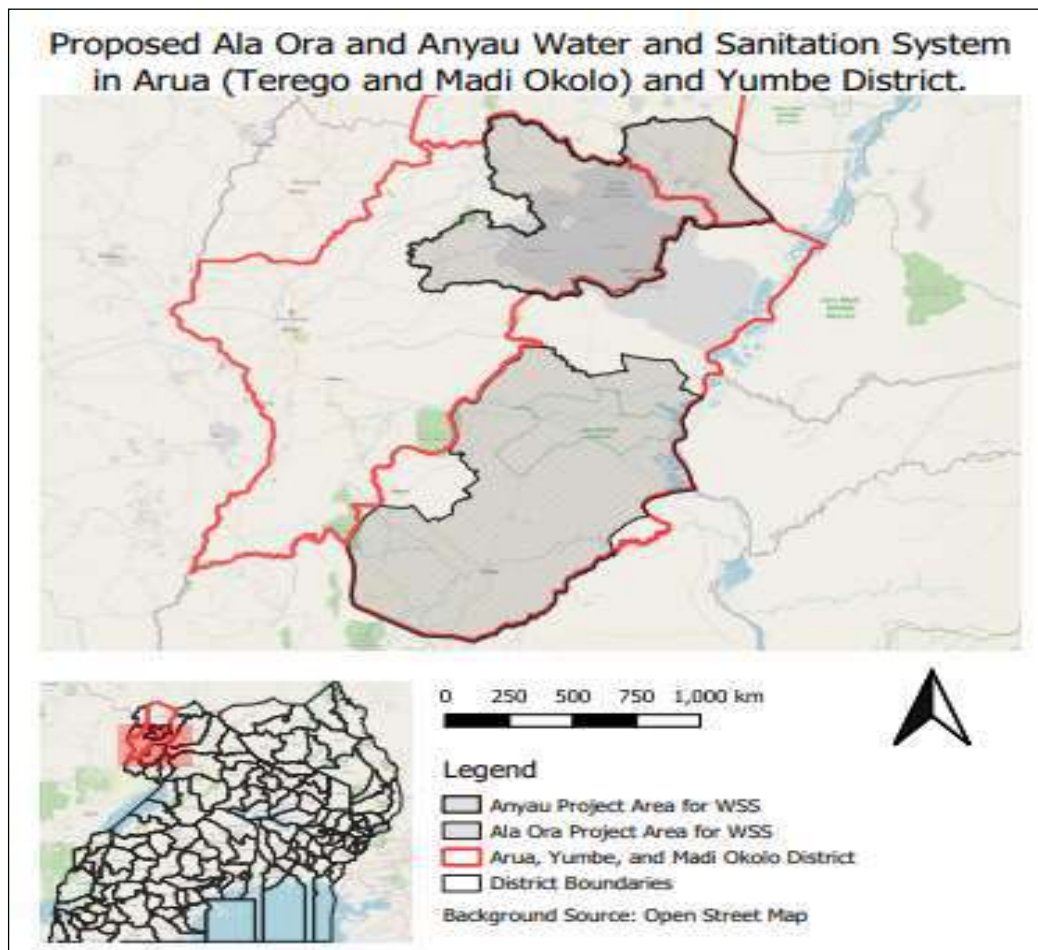 Proposed Ala Ora and Anyau Water and Sanitation System
in Arua (Terego and Madi Okolo) and Yumbe District.
0 250 500 750 1,000 km
Legend
Anyau Project Area for WSS
Ala Ora Project Area for WSS
Arua, Yumbe, and Madi Okolo District
District Boundaries
Background Source: Open Street Map